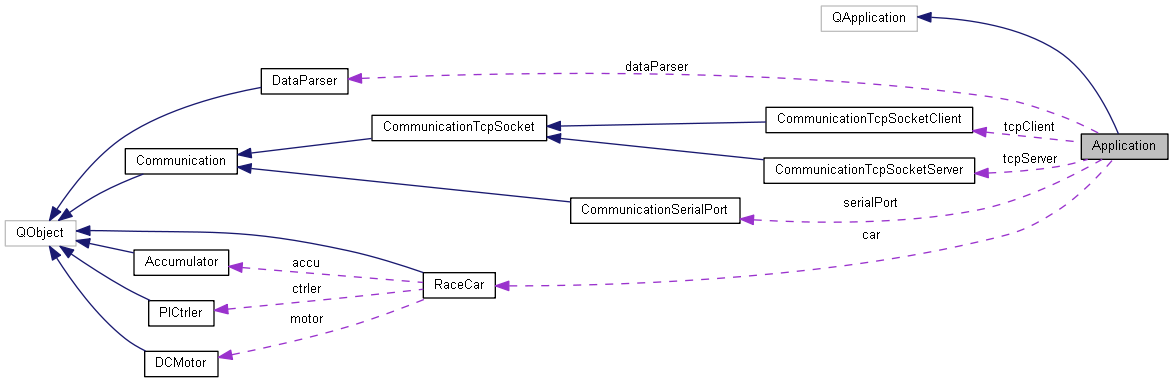 QApplication
dataParser
DataParser
CommunicationTcpSocketClient
CommunicationTcpSocket
tcpClient
Application
Communication
tcpServer
CommunicationTcpSocketServer
serialPort
CommunicationSerialPort
QObject
car
Accumulator
accu
RaceCar
ctrler
PICtrler
motor
DCMotor